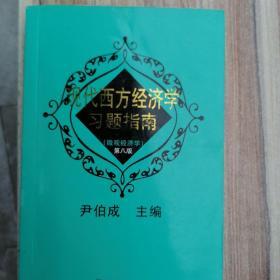 现代西方经济学
习题指南
(微观经济学)
第八版
尹伯成 主编